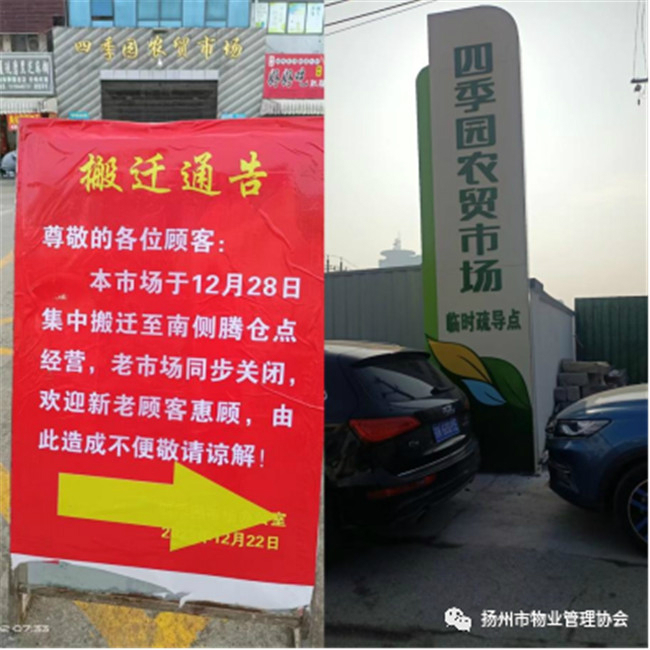 四季园农贸市场
搬迁通告
尊敬的各位顾客：
本市场于12月28日
集中搬迁至南侧腾仓点
经营，老市场同步关闭，
欢迎新老顾客惠顾，由
此造成不便敬请谅解！
室
12月22日
07:33
四季园农贸市场
临时疏导点
扬州市物业管理协会